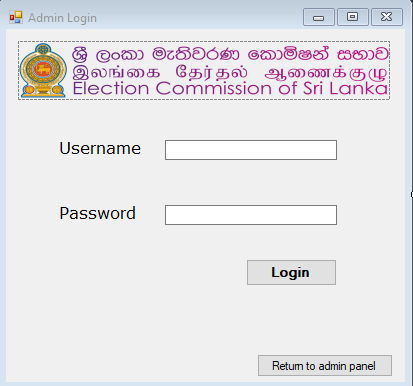 Admin Login
ශ්‍රී ලංකා මැතිවරණ කොමිෂන් සභාව
இலங்கை தேர்தல் ஆணைக்குழு
Election Commission of Sri Lanka
Username
Password
Login
Return to admin panel